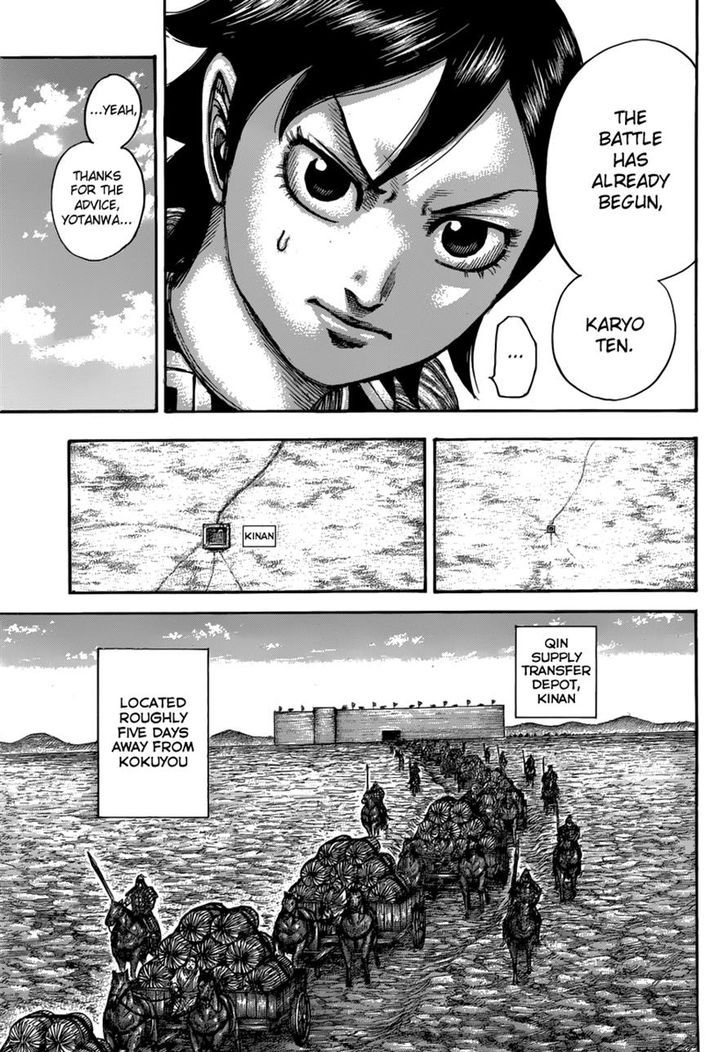 THE
BATTLE
HAS
ALREADY
BEGUN,
KARYO
TEN.
...
...YEAH,
THANKS
FOR THE
ADVICE,
YOTANWA...
KINAN
QIN
SUPPLY
TRANSFER
DEPOT,
KINAN
LOCATED
ROUGHLY
FIVE DAYS
AWAY FROM
KOKUYOU